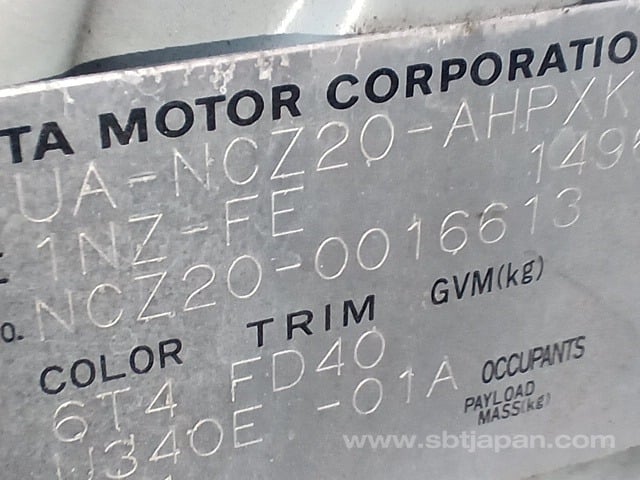 TA MOTOR CORPORATIO
UA-NCZ20-AHPXK
1NZ-FE 149
O. NCZ20-0016613
COLOR TRIM GVM(kg)
6T4 FD40
U340E -01A OCCUPANTS
PAYLOAD
MASS(kg)
www.sbtjapan.com